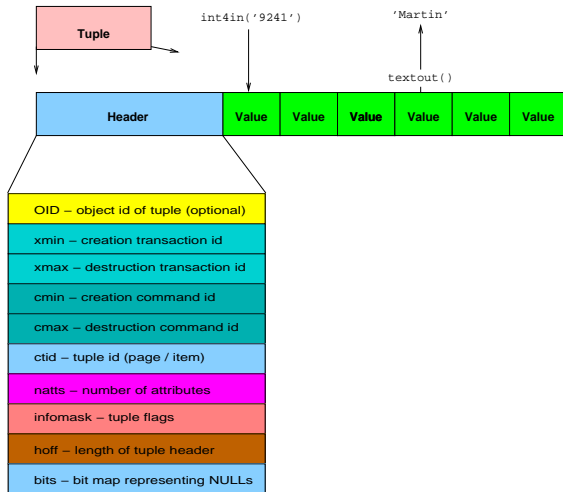 int4in('9241')
'Martin'
Tuple
textout()
Header
Value
Value
Value
Value
Value
Value
OID – object id of tuple (optional)
xmin – creation transaction id
xmax – destruction transaction id
cmin – creation command id
cmax – destruction command id
ctid – tuple id (page / item)
natts – number of attributes
infomask – tuple flags
hoff – length of tuple header
bits – bit map representing NULLs